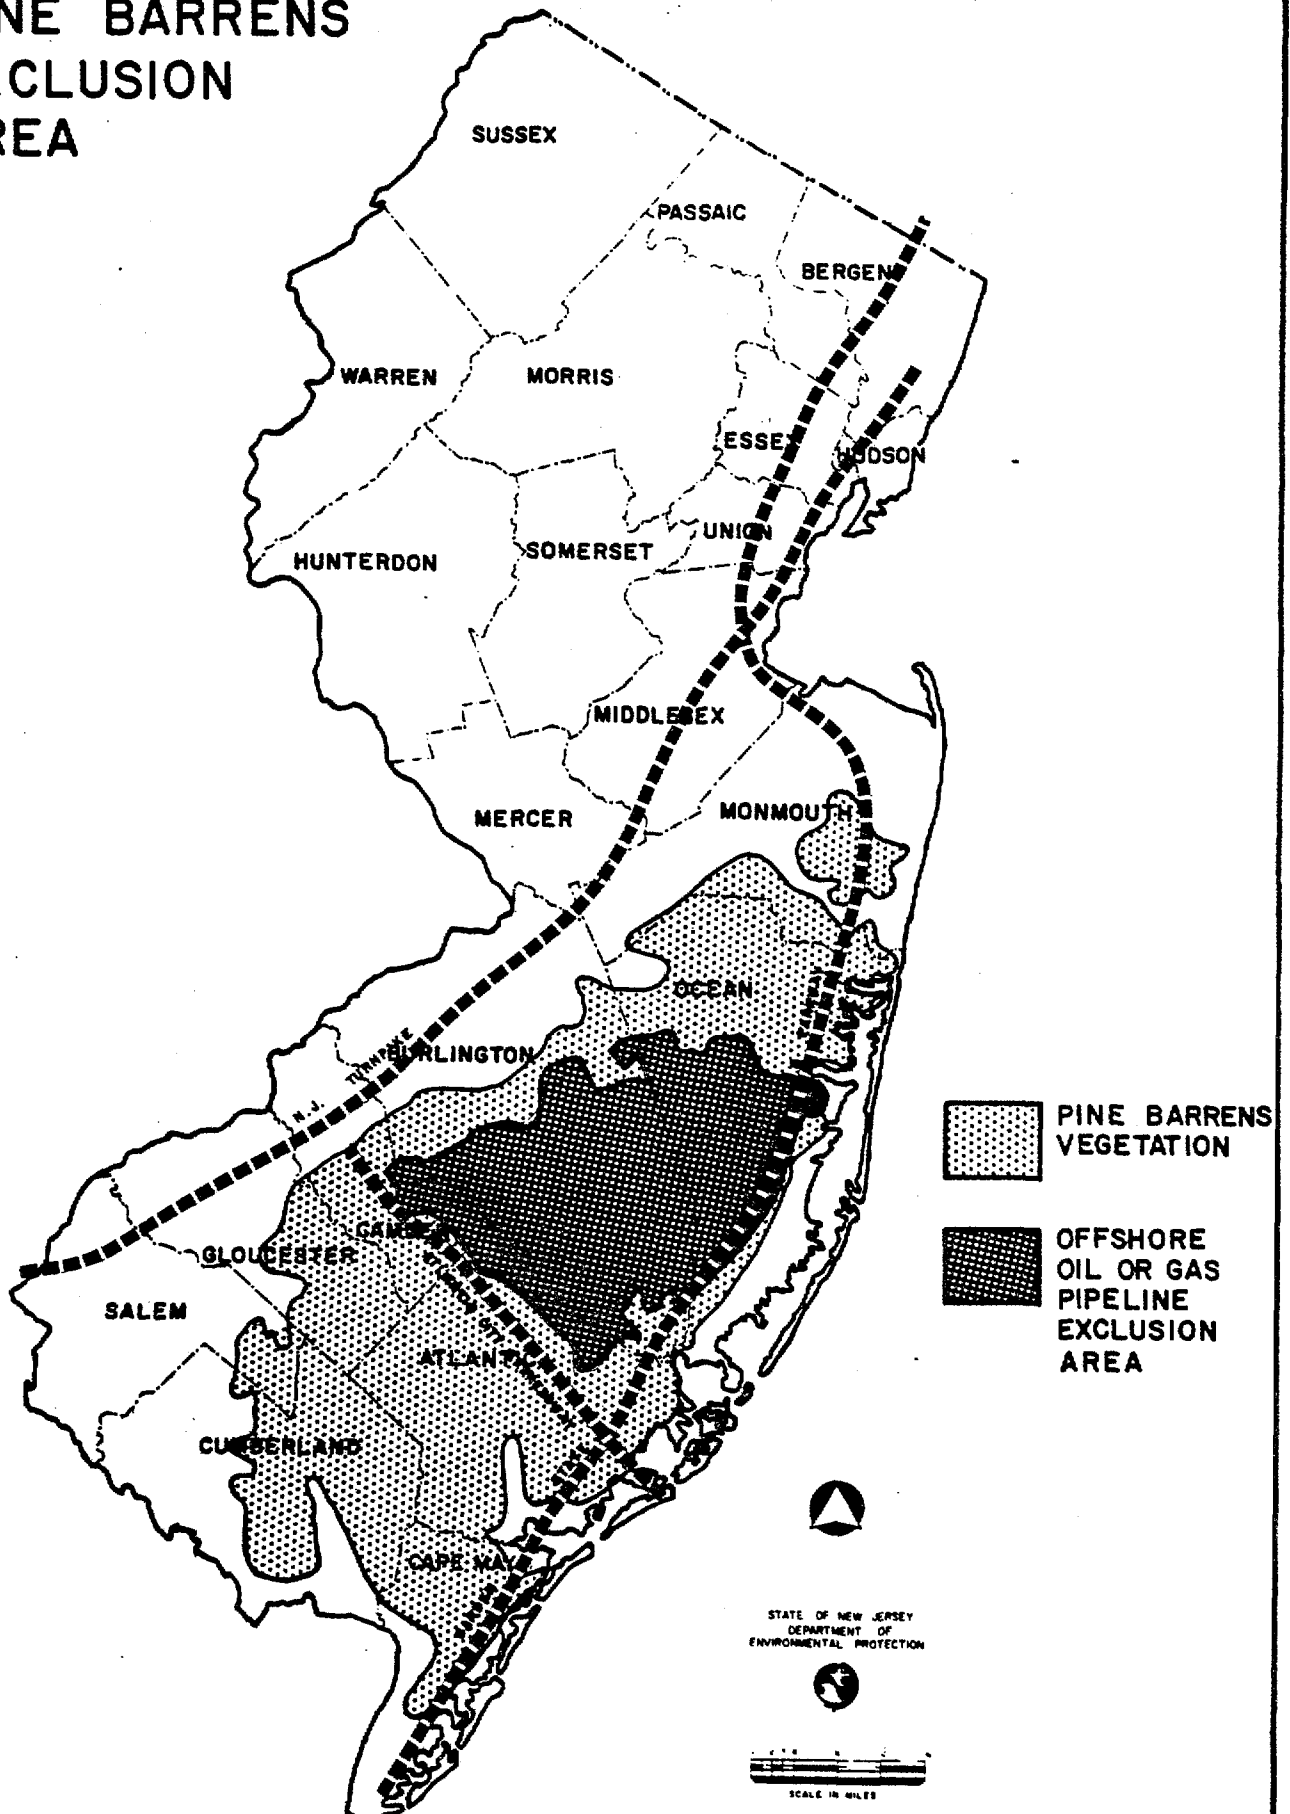 NE BARRENS
CLUSION
REA
SUSSEX
PASSAIC
BERGEN
WARREN
MORRIS
ESSEX
HUDSON
UNION
HUNTERDON
SOMERSET
MIDDLESEX
MERCER
MONMOUTH
OCEAN
BURLINGTON
N.J. TURNPIKE
PINE BARRENS
VEGETATION
CAMDEN
GLOUCESTER
OFFSHORE
OIL OR GAS
PIPELINE
EXCLUSION
AREA
SALEM
ATLANTIC
CUMBERLAND
CAPE MAY
STATE OF NEW JERSEY
DEPARTMENT OF
ENVIRONMENTAL PROTECTION
SCALE IN MILES